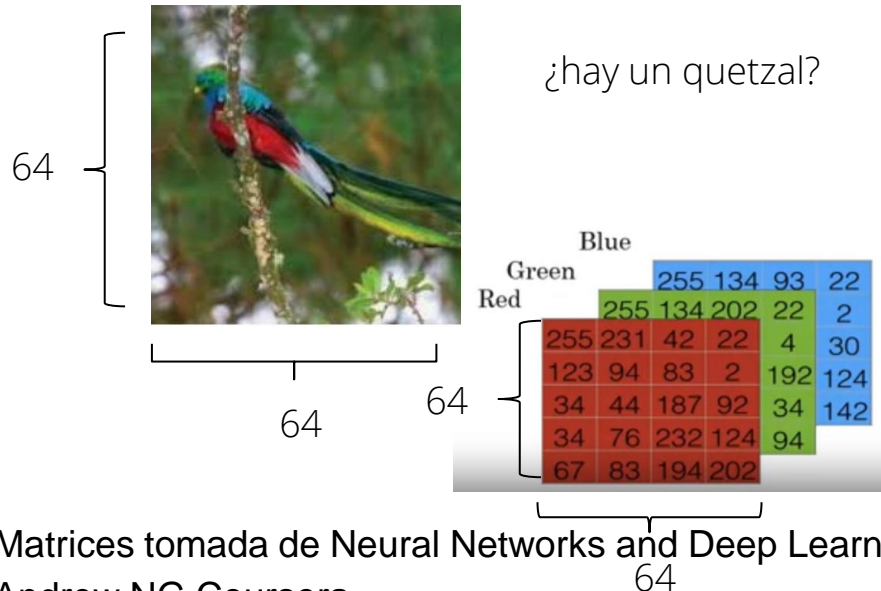 ¿hay un quetzal?
64
64
Blue
Green
Red
255 134 93 22
255 134 202 22 2
255 231 42 22 4 30
123 94 83 2 192 124
34 44 187 92 34 142
34 76 232 124 94
67 83 194 202
64
64
Matrices tomada de Neural Networks and Deep Learn
Andrew NG Coursera